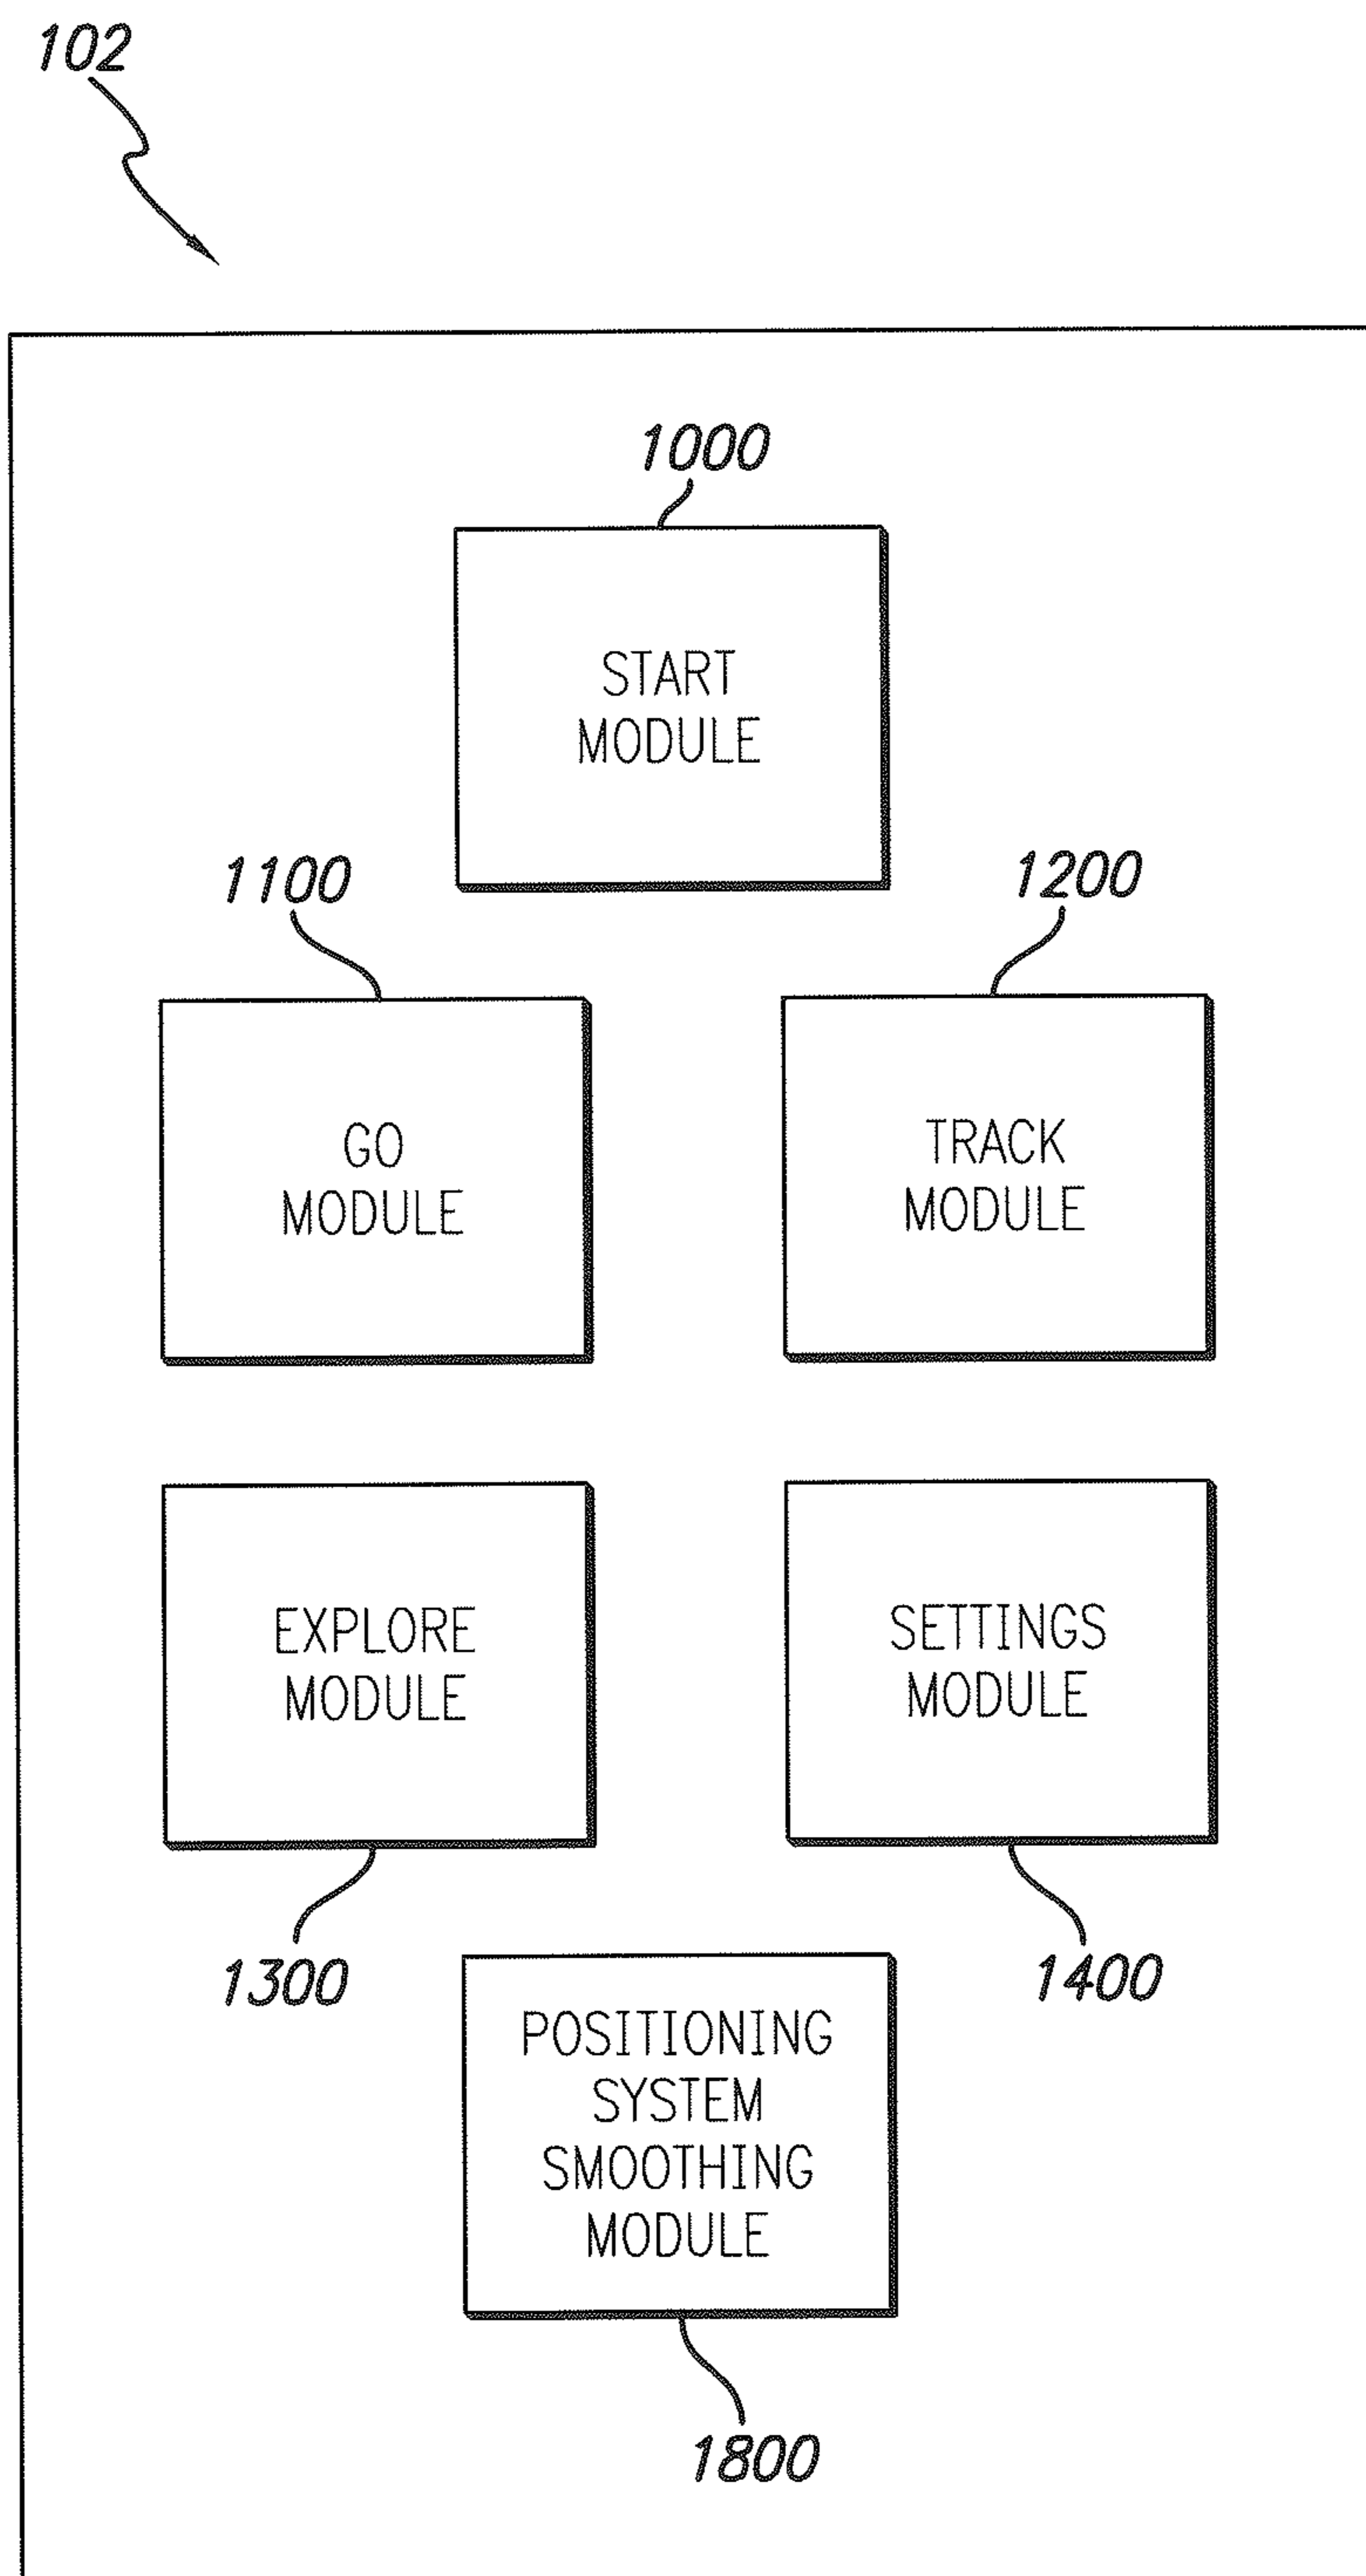 102
1000
START
MODULE
1100
1200
GO
MODULE
TRACK
MODULE
EXPLORE
MODULE
SETTINGS
MODULE
1300
1400
POSITIONING
SYSTEM
SMOOTHING
MODULE
1800